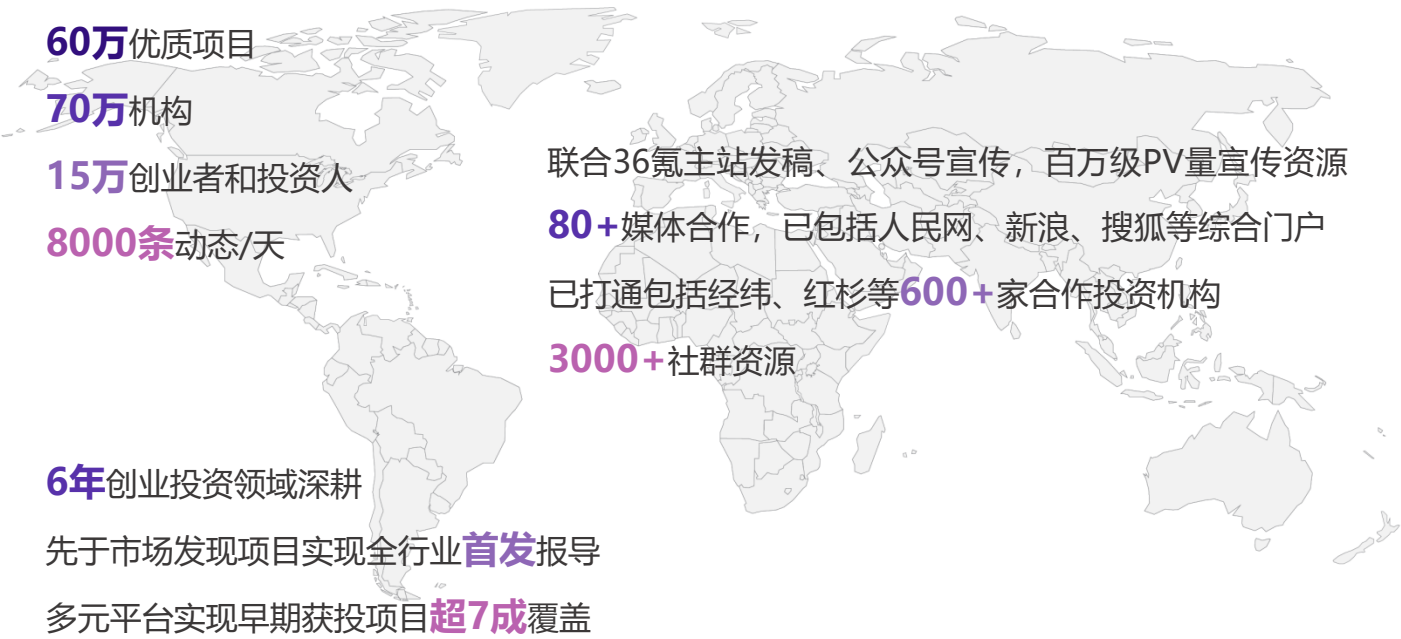 60万优质项目
70万机构
15万创业者和投资人
8000条动态/天
联合36氪主站发稿、公众号宣传，百万级PV量宣传资源
80+媒体合作，已包括人民网、新浪、搜狐等综合门户
已打通包括经纬、红杉等600+家合作投资机构
3000+社群资源
6年创业投资领域深耕
先于市场发现项目实现全行业首发报导
多元平台实现早期获投项目超7成覆盖